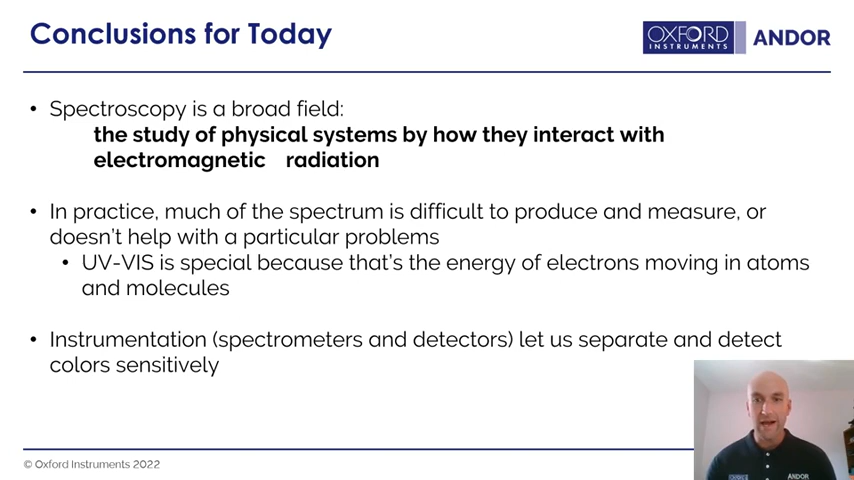 Conclusions for Today
OXFORD
INSTRUMENTS
ANDOR
• Spectroscopy is a broad field:
the study of physical systems by how they interact with
electromagnetic radiation
• In practice, much of the spectrum is difficult to produce and measure, or
doesn't help with a particular problems
• UV-VIS is special because that's the energy of electrons moving in atoms
and molecules
• Instrumentation (spectrometers and detectors) let us separate and detect
colors sensitively
ANDOR
© Oxford Instruments 2022